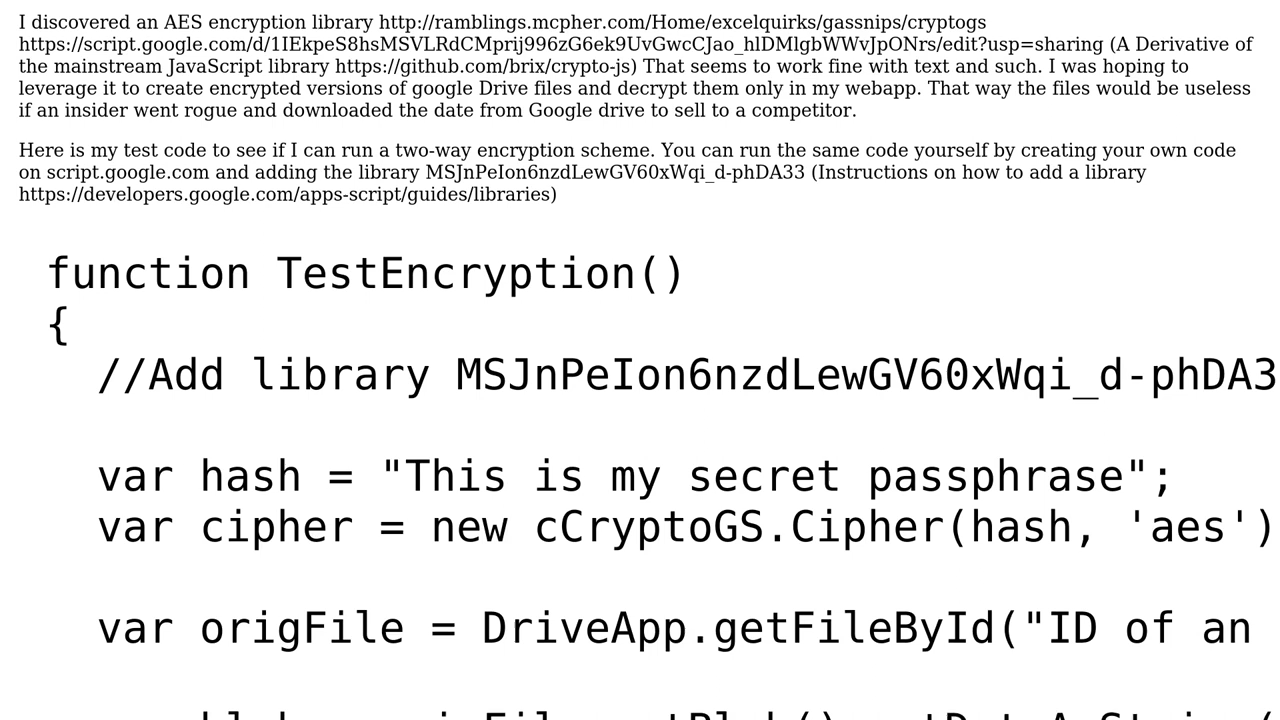 I discovered an AES encryption library http://ramblings.mcpher.com/Home/excelquirks/gassnips/cryptogs
https://script.google.com/d/1IEkpeS8hsMSVLRdCMprij996zG6ek9UvGwcCJao_hlDMlgbWWvJpONrs/edit?usp=sharing (A Derivative of
the mainstream JavaScript library https://github.com/brix/crypto-js) That seems to work fine with text and such. I was hoping to
leverage it to create encrypted versions of google Drive files and decrypt them only in my webapp. That way the files would be useless
if an insider went rogue and downloaded the date from Google drive to sell to a competitor.
Here is my test code to see if I can run a two-way encryption scheme. You can run the same code yourself by creating your own code
on script.google.com and adding the library MSJnPeIon6nzdLewGV60xWqi_d-phDA33 (Instructions on how to add a library
https://developers.google.com/apps-script/guides/libraries)
function TestEncryption()
{
//Add library MSJnPeIon6nzdLewGV60xWqi_d-phDA3
var hash = "This is my secret passphrase";
var cipher = new cCryptoGS.Cipher(hash, 'aes')
var origFile = DriveApp.getFileById("ID of an